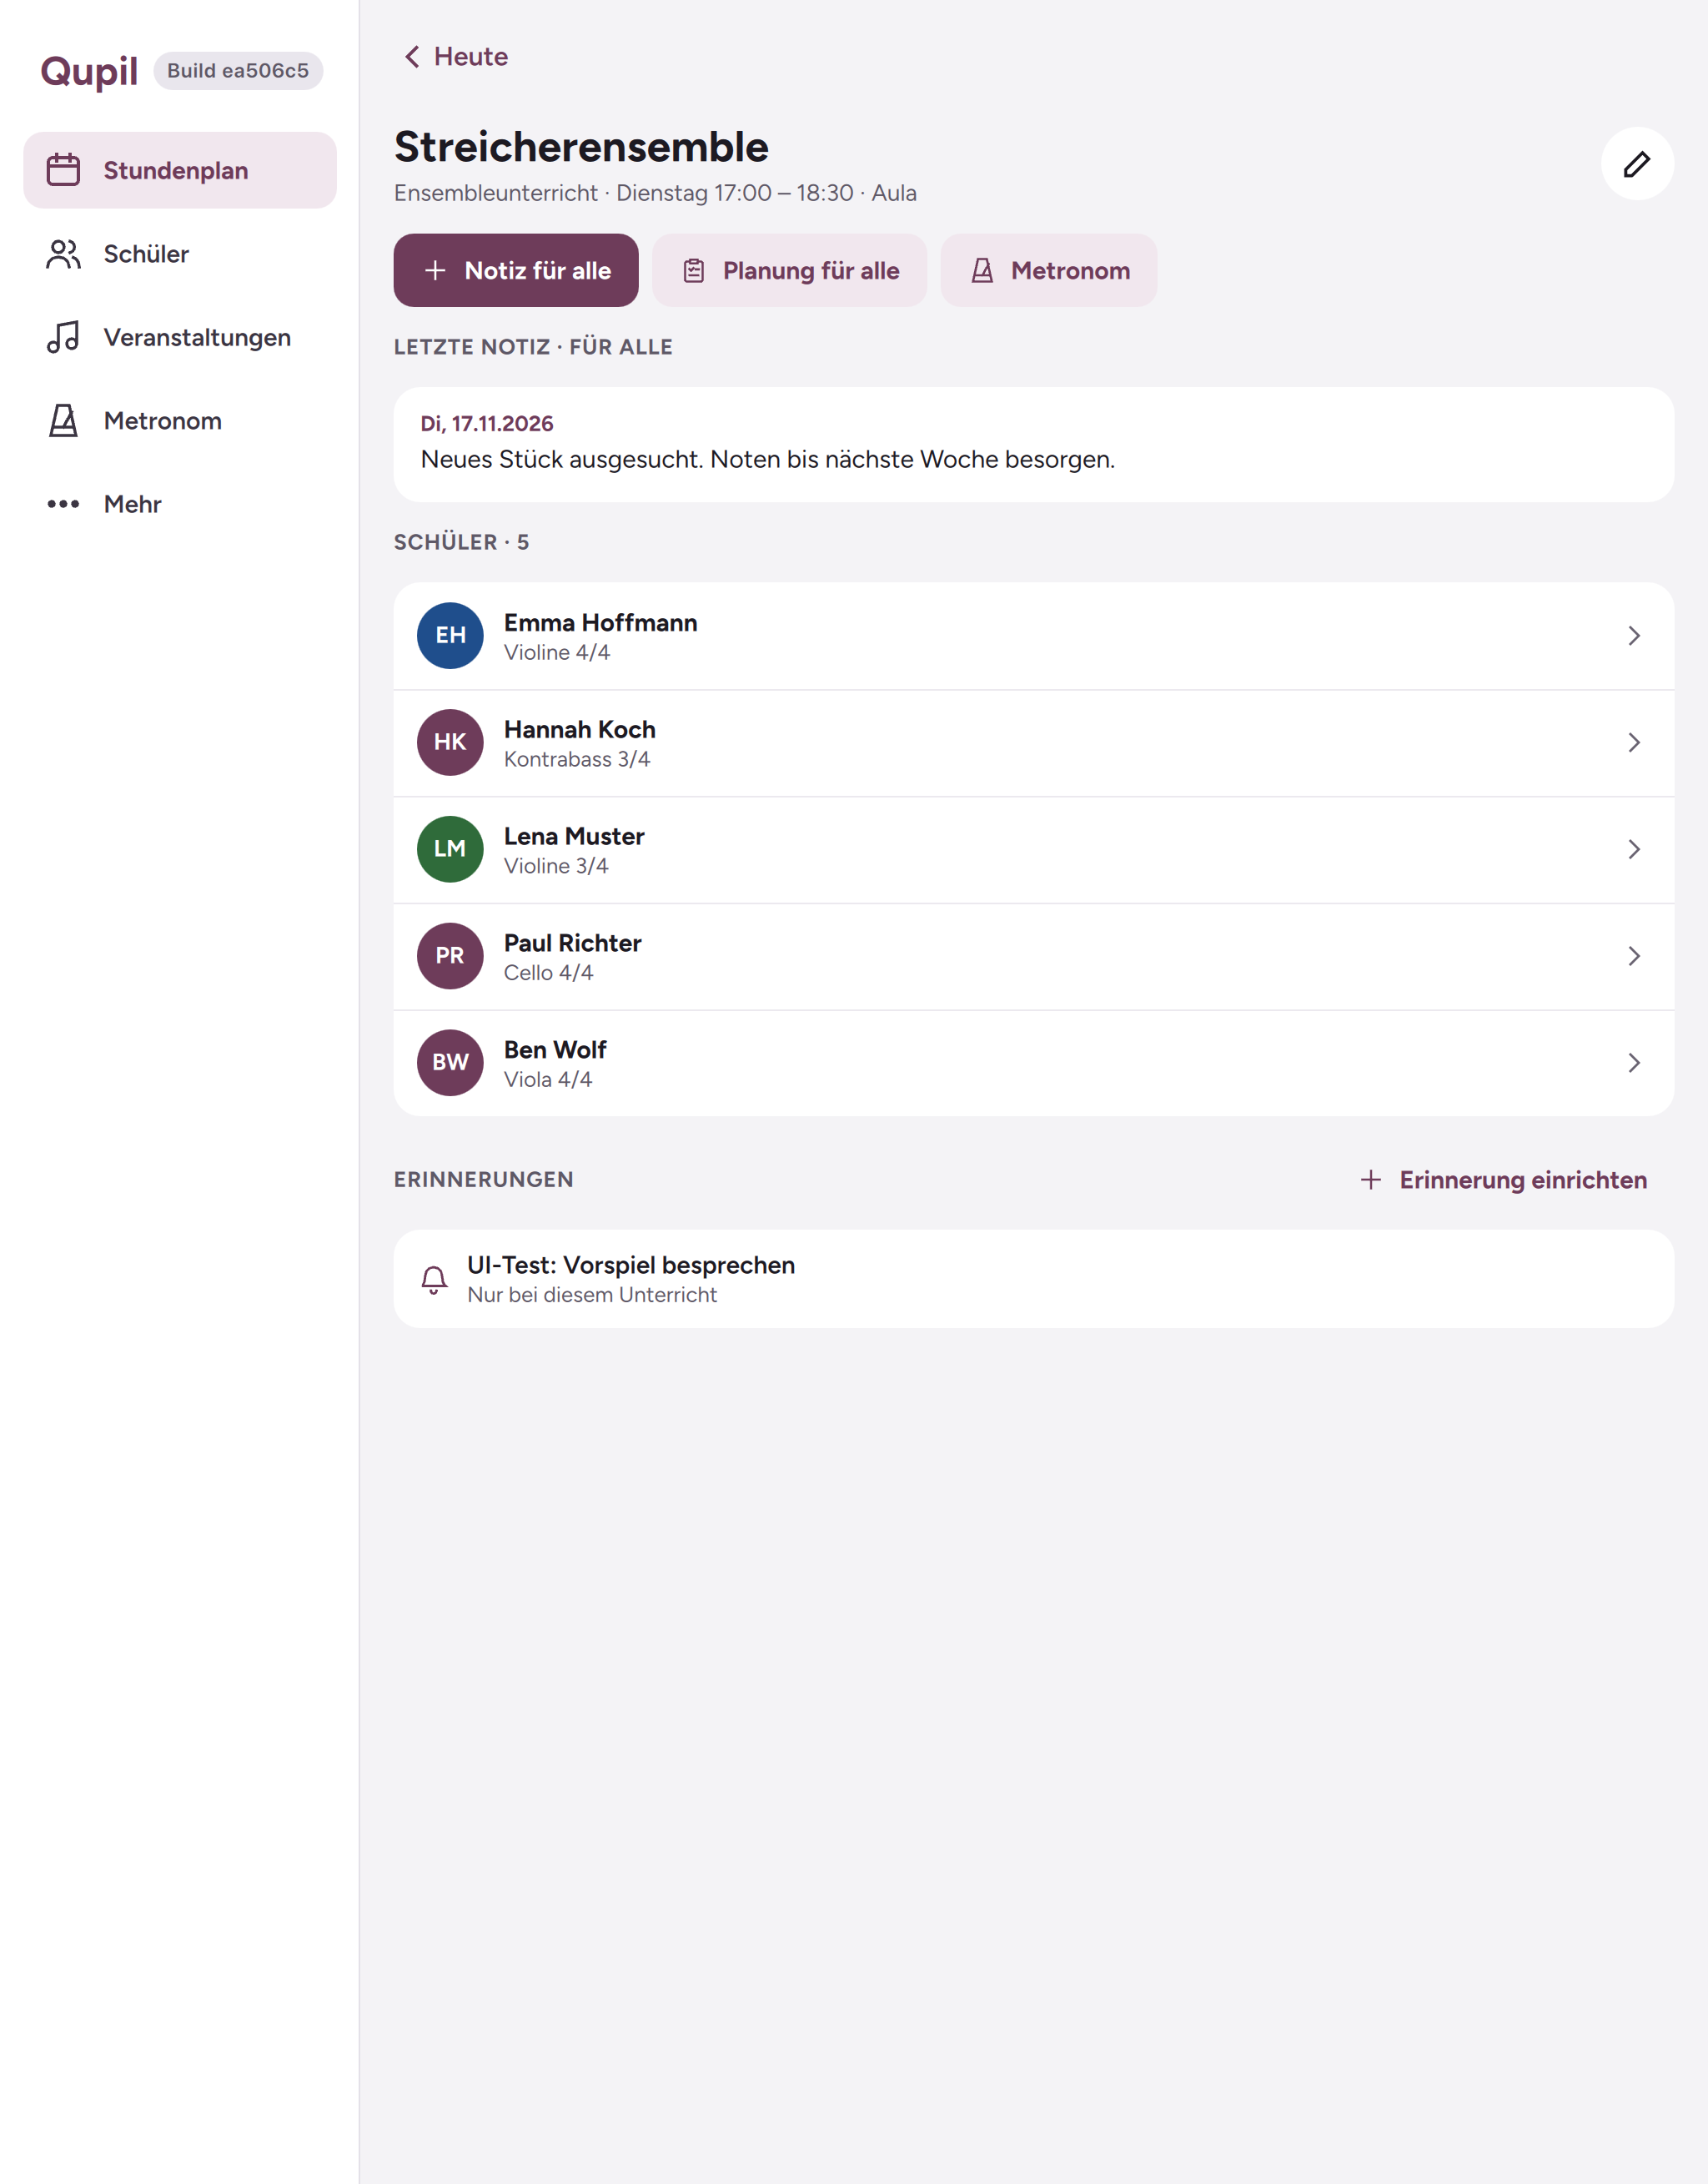 Qupil
Build ea506c5
Stundenplan
Schüler
Veranstaltungen
Metronom
Mehr
Heute
Streicherensemble
Ensembleunterricht · Dienstag 17:00 – 18:30 · Aula
Notiz für alle
Planung für alle
Metronom
LETZTE NOTIZ · FÜR ALLE
Di, 17.11.2026
Neues Stück ausgesucht. Noten bis nächste Woche besorgen.
SCHÜLER · 5
EH
Emma Hoffmann
Violine 4/4
HK
Hannah Koch
Kontrabass 3/4
LM
Lena Muster
Violine 3/4
PR
Paul Richter
Cello 4/4
BW
Ben Wolf
Viola 4/4
ERINNERUNGEN
Erinnerung einrichten
UI-Test: Vorspiel besprechen
Nur bei diesem Unterricht